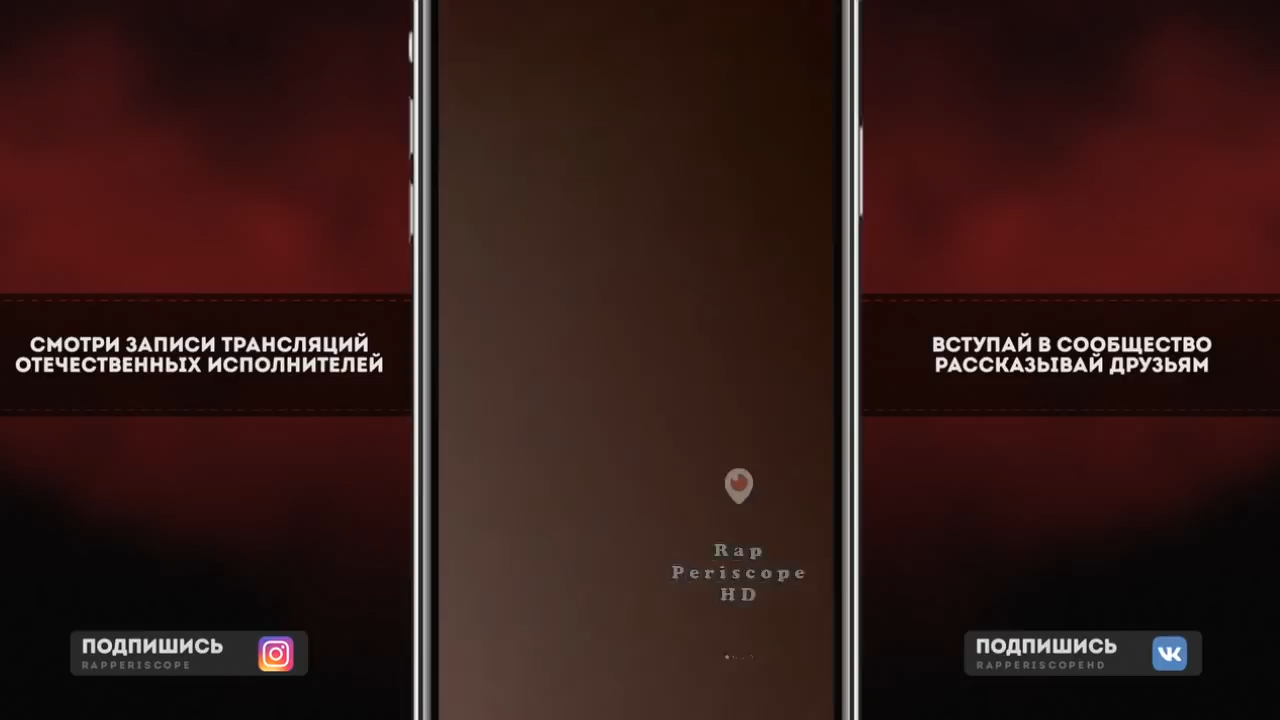 СМОТРИ ЗАПИСИ ТРАНСЛЯЦИЙ
ОТЕЧЕСТВЕННЫХ ИСПОЛНИТЕЛЕЙ
ВСТУПАЙ В СООБЩЕСТВО
РАССКАЗЫВАЙ ДРУЗЬЯМ
Rap
Periscope
HD
ПОДПИШИСЬ
RAPPERISCOPE
ПОДПИШИСЬ
RAPPERISCOPEHD